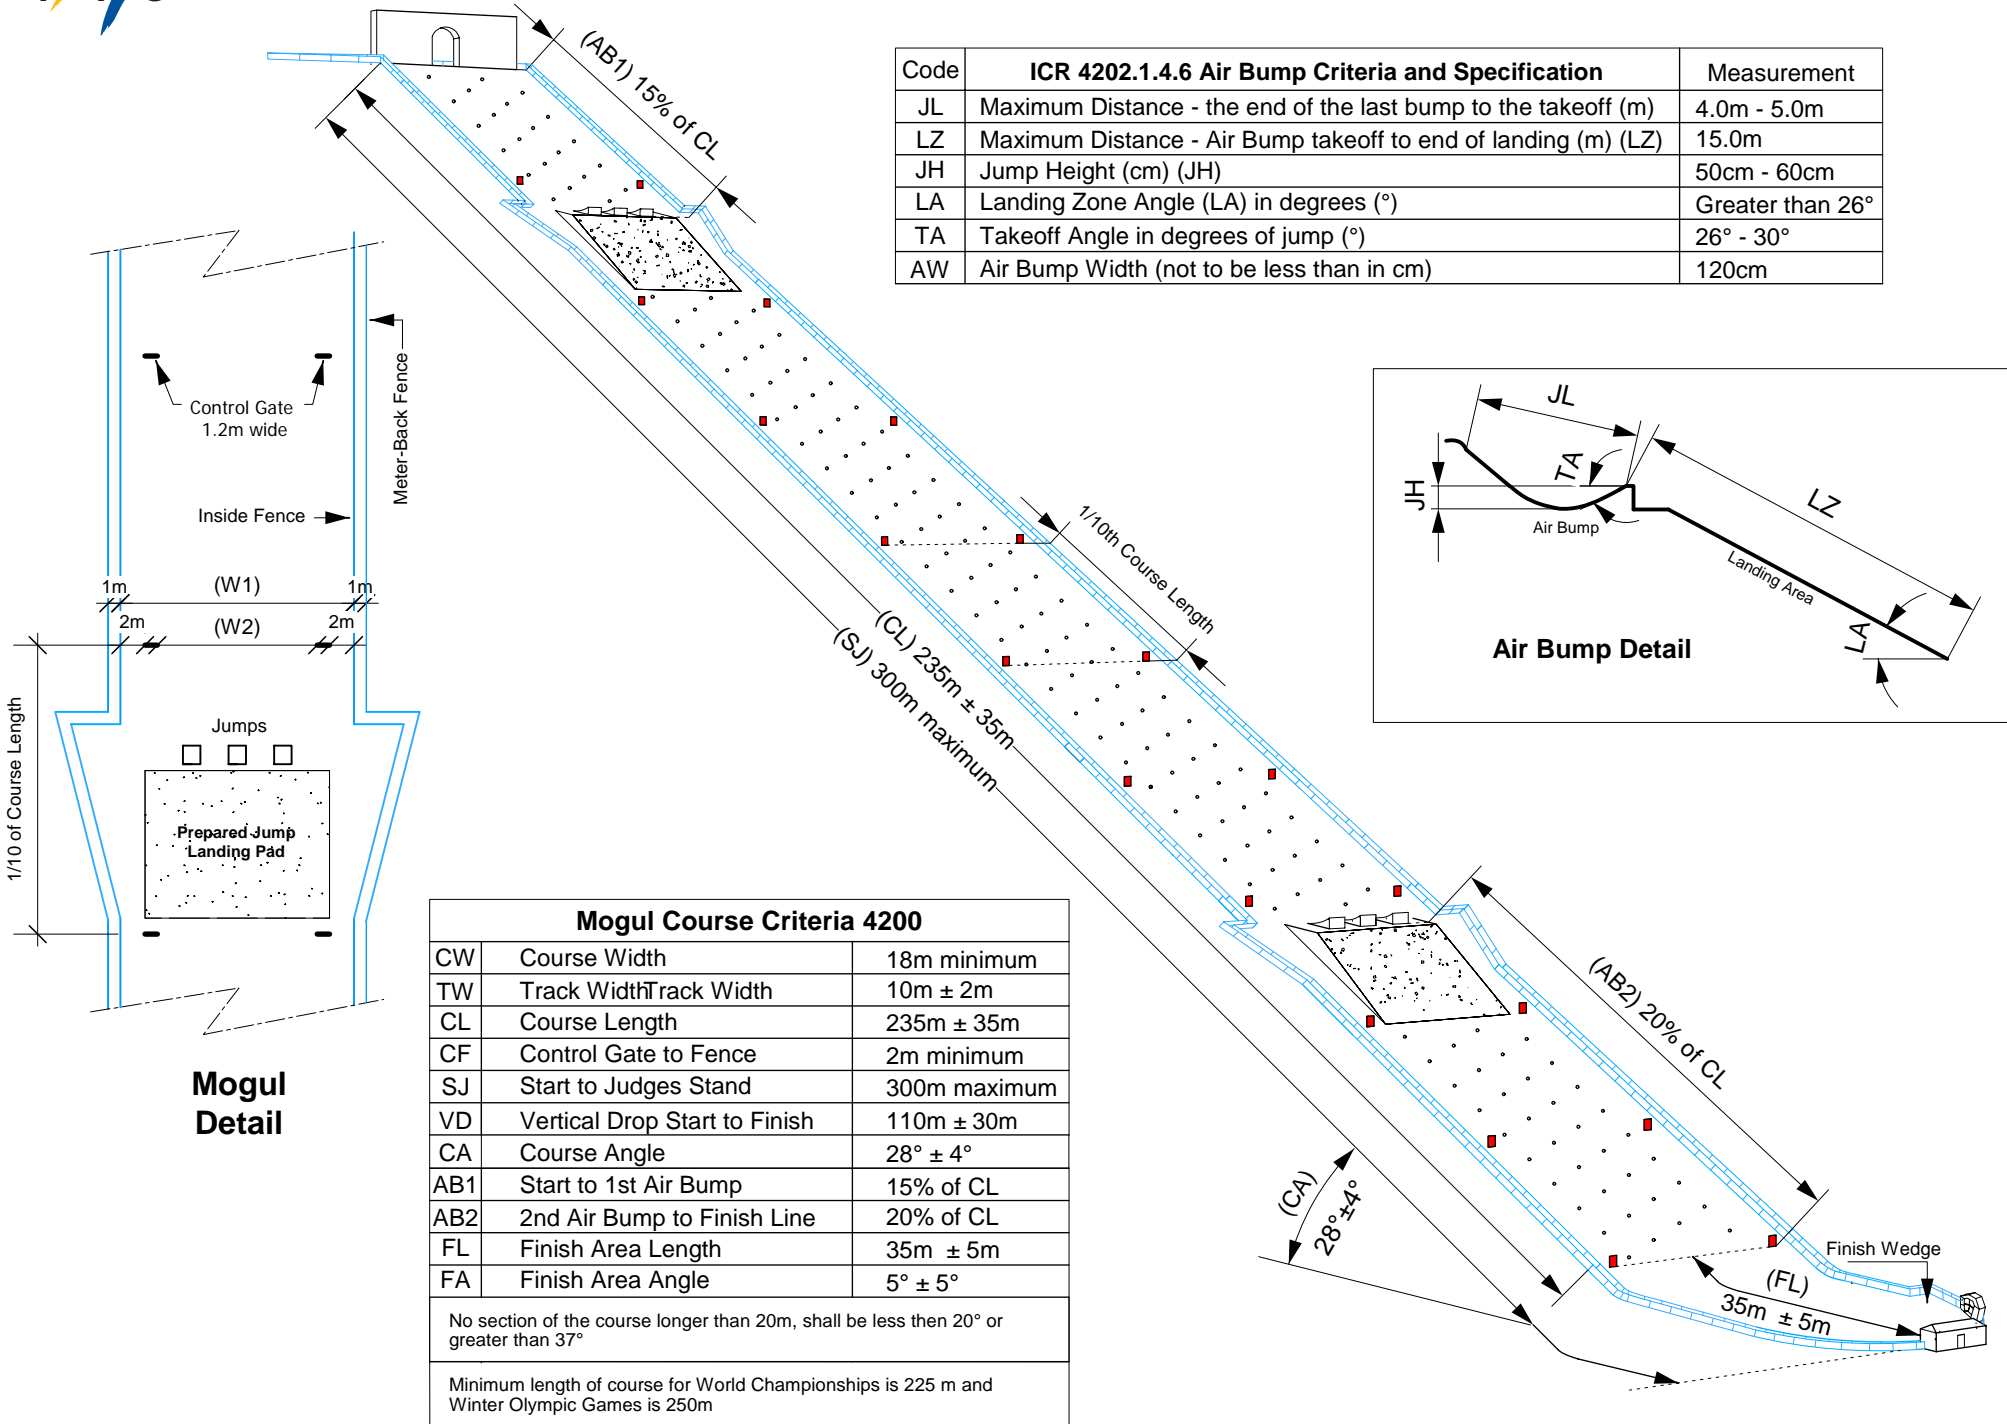 (AB1) 15% of CL
Code ICR 4202.1.4.6 Air Bump Criteria and Specification Measurement
JL Maximum Distance - the end of the last bump to the takeoff (m) 4.0m - 5.0m
LZ Maximum Distance - Air Bump takeoff to end of landing (m) (LZ) 15.0m
JH Jump Height (cm) (JH) 50cm - 60cm
LA Landing Zone Angle (LA) in degrees (°) Greater than 26°
TA Takeoff Angle in degrees of jump (°) 26° - 30°
AW Air Bump Width (not to be less than in cm) 120cm
Control Gate
1.2m wide
Meter-Back Fence
Inside Fence
1m (W1) 1m
2m (W2) 2m
1/10 of Course Length
Jumps
Prepared Jump
Landing Pad
Mogul
Detail
1/10th Course Length
(CL) 235m ± 35m
(SJ) 300m maximum
JL
TA
JH
LZ
Air Bump
Landing Area
LA
Air Bump Detail
Mogul Course Criteria 4200
CW Course Width 18m minimum
TW Track WidthTrack Width 10m ± 2m
CL Course Length 235m ± 35m
CF Control Gate to Fence 2m minimum
SJ Start to Judges Stand 300m maximum
VD Vertical Drop Start to Finish 110m ± 30m
CA Course Angle 28° ± 4°
AB1 Start to 1st Air Bump 15% of CL
AB2 2nd Air Bump to Finish Line 20% of CL
FL Finish Area Length 35m ± 5m
FA Finish Area Angle 5° ± 5°
No section of the course longer than 20m, shall be less then 20° or
greater than 37°
Minimum length of course for World Championships is 225 m and
Winter Olympic Games is 250m
(AB2) 20% of CL
(CA)
28°±4°
Finish Wedge
(FL)
35m ± 5m